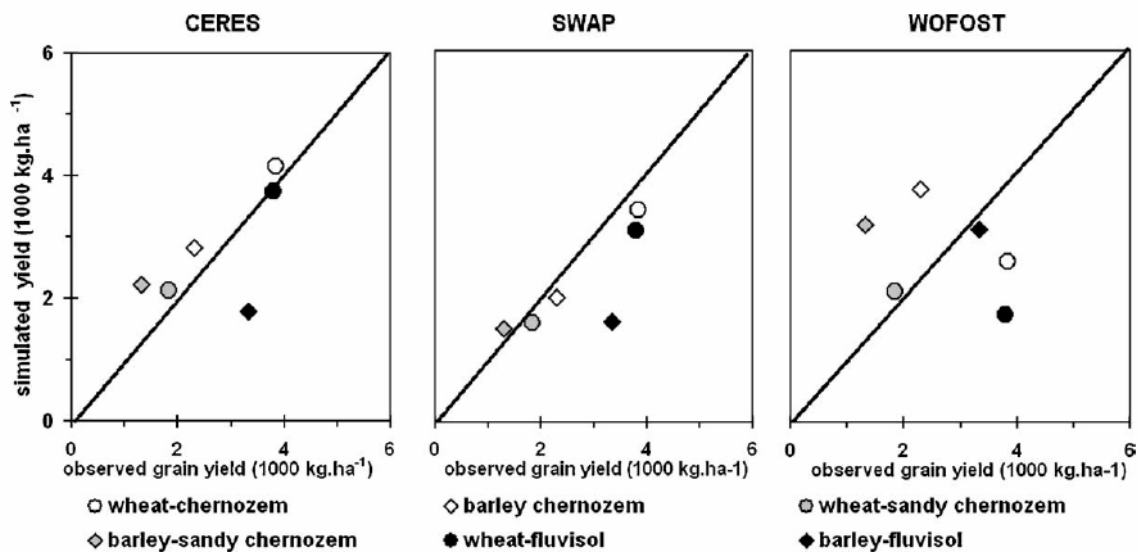 CERES SWAP WOFOST
simulated yield (1000 kg.ha⁻¹)
6
4
2
0
0 2 4 6 0 2 4 6 0 2 4 6
observed grain yield (1000 kg.ha⁻¹) observed grain yield (1000 kg.ha-1) observed grain yield (1000 kg.ha-1)
wheat-chernozem barley chernozem wheat-sandy chernozem
barley-sandy chernozem wheat-fluvisol barley-fluvisol